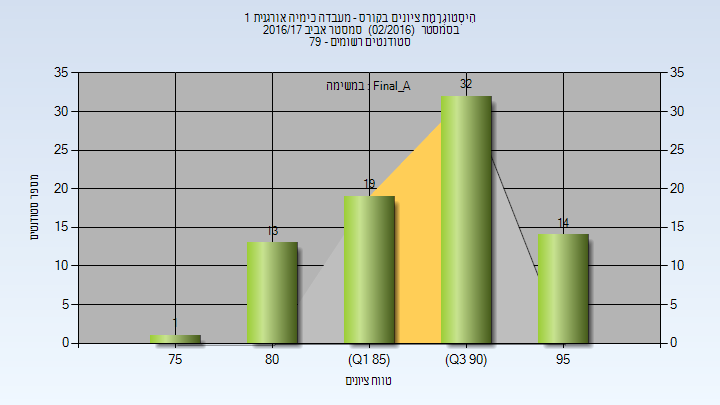 היסטוגרמת ציונים בקורס - מעבדה כימיה אורגנית 1
בסמסטר (02/2016) סמסטר אביב 2016/17
סטודנטים רשומים - 79
במשימה : Final_A
35 35
30 30
25 25
20 20
15 15
10 10
5 5
0 0
1 13 19 32 14
75 80 (Q1 85) (Q3 90) 95
מספר סטודנטים
טווח ציונים